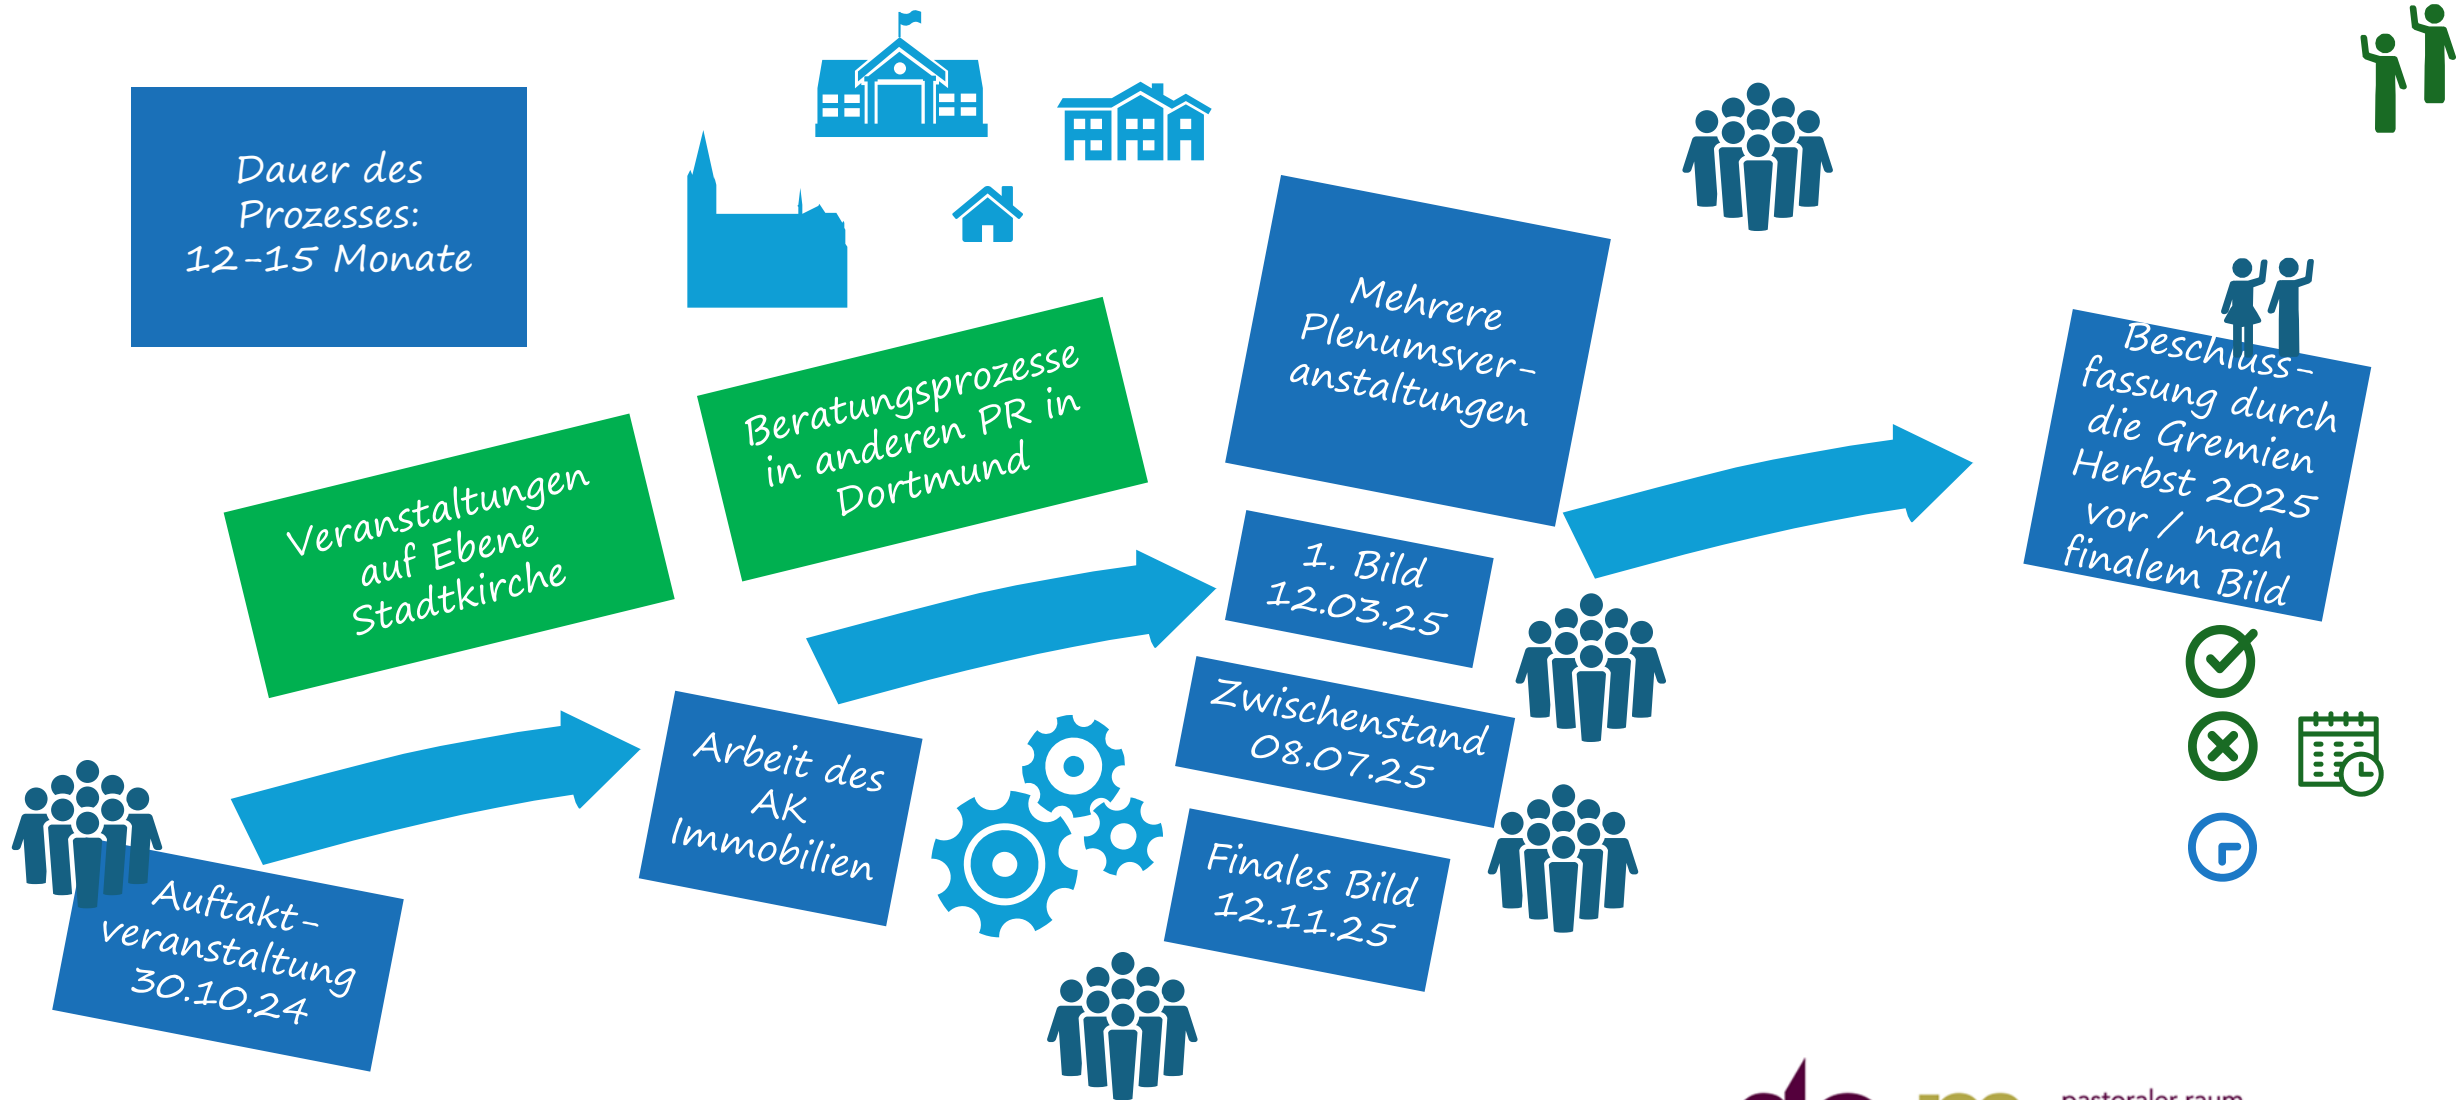 Dauer des
Prozesses:
12-15 Monate
Veranstaltungen
auf Ebene
Stadtkirche
Beratungsprozesse
in anderen PR in
Dortmund
Mehrere
Plenumsver-
anstaltungen
Beschluss-
fassung durch
die Gremien
Herbst 2025
vor / nach
finalem Bild
1. Bild
12.03.25
Zwischenstand
08.07.25
Finales Bild
12.11.25
Arbeit des
AK
Immobilien
Auftakt-
veranstaltung
30.10.24
pastoraler raum